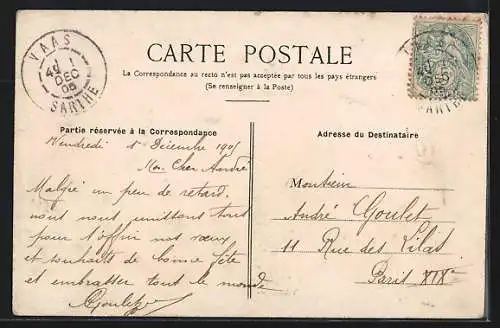 VAAS
4 1
DEC
05
SARTHE
CARTE POSTALE
La Correspondance au recto n'est pas acceptée par tous les pays étrangers
(Se renseigner à la Poste)
Partie réservée à la Correspondance
Vendredi 1er Décembre 1905
Mon Cher André
Malgré un peu de retard,
nous nous unissons tous
pour t'offrir nos vœux
et souhaits de bonne fête
et embrasser tout le monde
Goulet
Adresse du Destinataire
Monsieur
André Goulet
11 Rue des Lilas
Paris XIXe